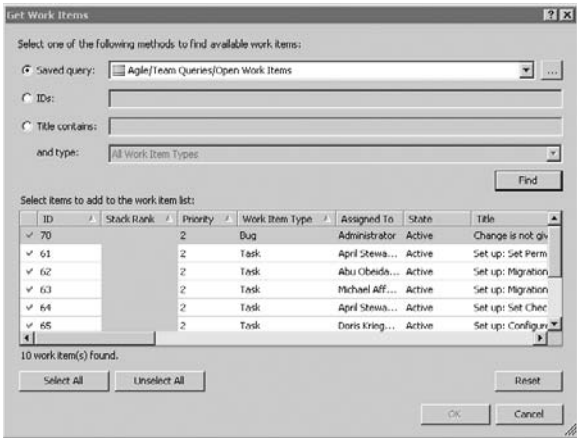 Get Work Items
Select one of the following methods to find available work items:
Saved query: Agile/Team Queries/Open Work Items ...
IDs:
Title contains:
and type: All Work Item Types
Find
Select items to add to the work item list:
ID Stack Rank Priority Work Item Type Assigned To State Title
70 2 Bug Administrator Active Change is not giv
61 2 Task April Stewa... Active Set up: Set Perm
62 2 Task Abu Obeida... Active Set up: Migration
63 2 Task Michael Aff... Active Set up: Migration
64 2 Task April Stewa... Active Set up: Set Chec
65 2 Task Doris Krieg... Active Set up: Configure
10 work item(s) found.
Select All Unselect All Reset
OK Cancel